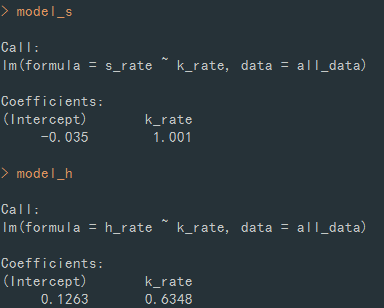 > model_s
Call:
lm(formula = s_rate ~ k_rate, data = all_data)
Coefficients:
(Intercept) k_rate
-0.035 1.001
> model_h
Call:
lm(formula = h_rate ~ k_rate, data = all_data)
Coefficients:
(Intercept) k_rate
0.1263 0.6348